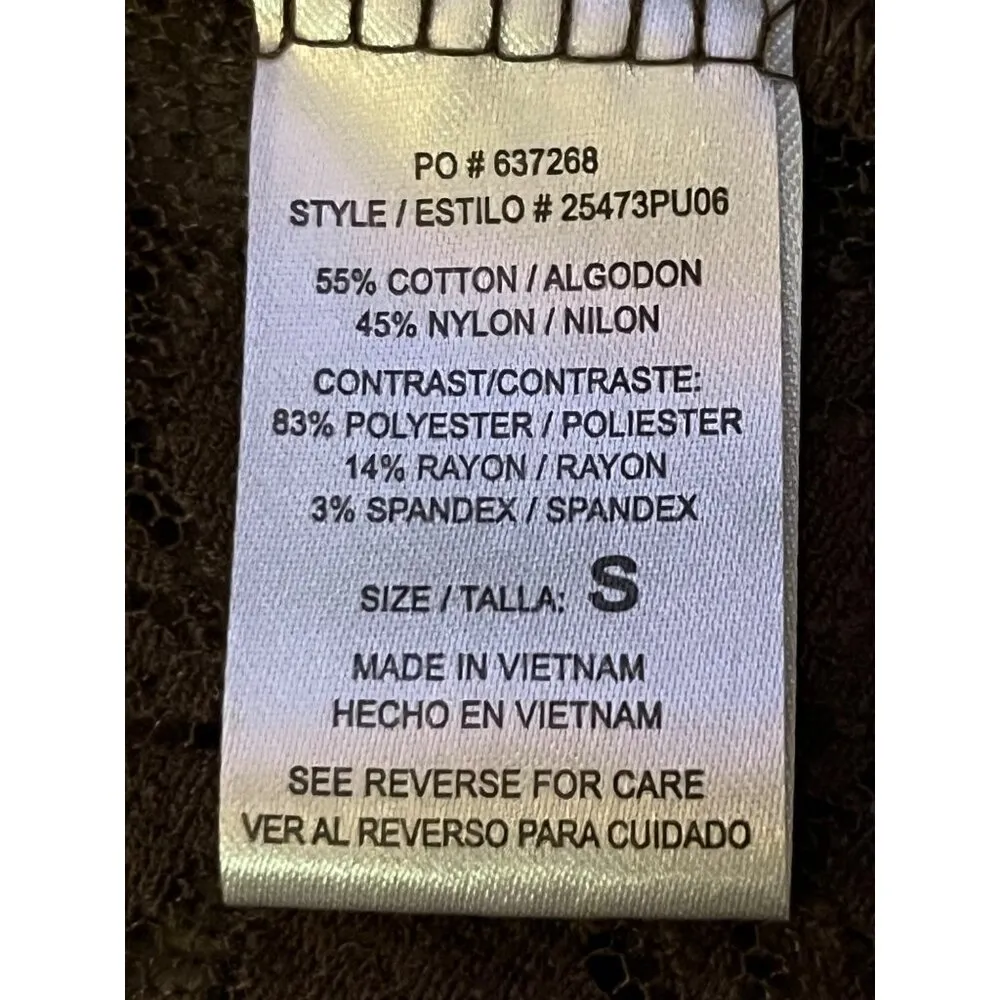 PO # 637268
STYLE / ESTILO # 25473PU06
55% COTTON / ALGODON
45% NYLON / NILON
CONTRAST/CONTRASTE:
83% POLYESTER / POLIESTER
14% RAYON / RAYON
3% SPANDEX / SPANDEX
SIZE / TALLA: S
MADE IN VIETNAM
HECHO EN VIETNAM
SEE REVERSE FOR CARE
VER AL REVERSO PARA CUIDADO